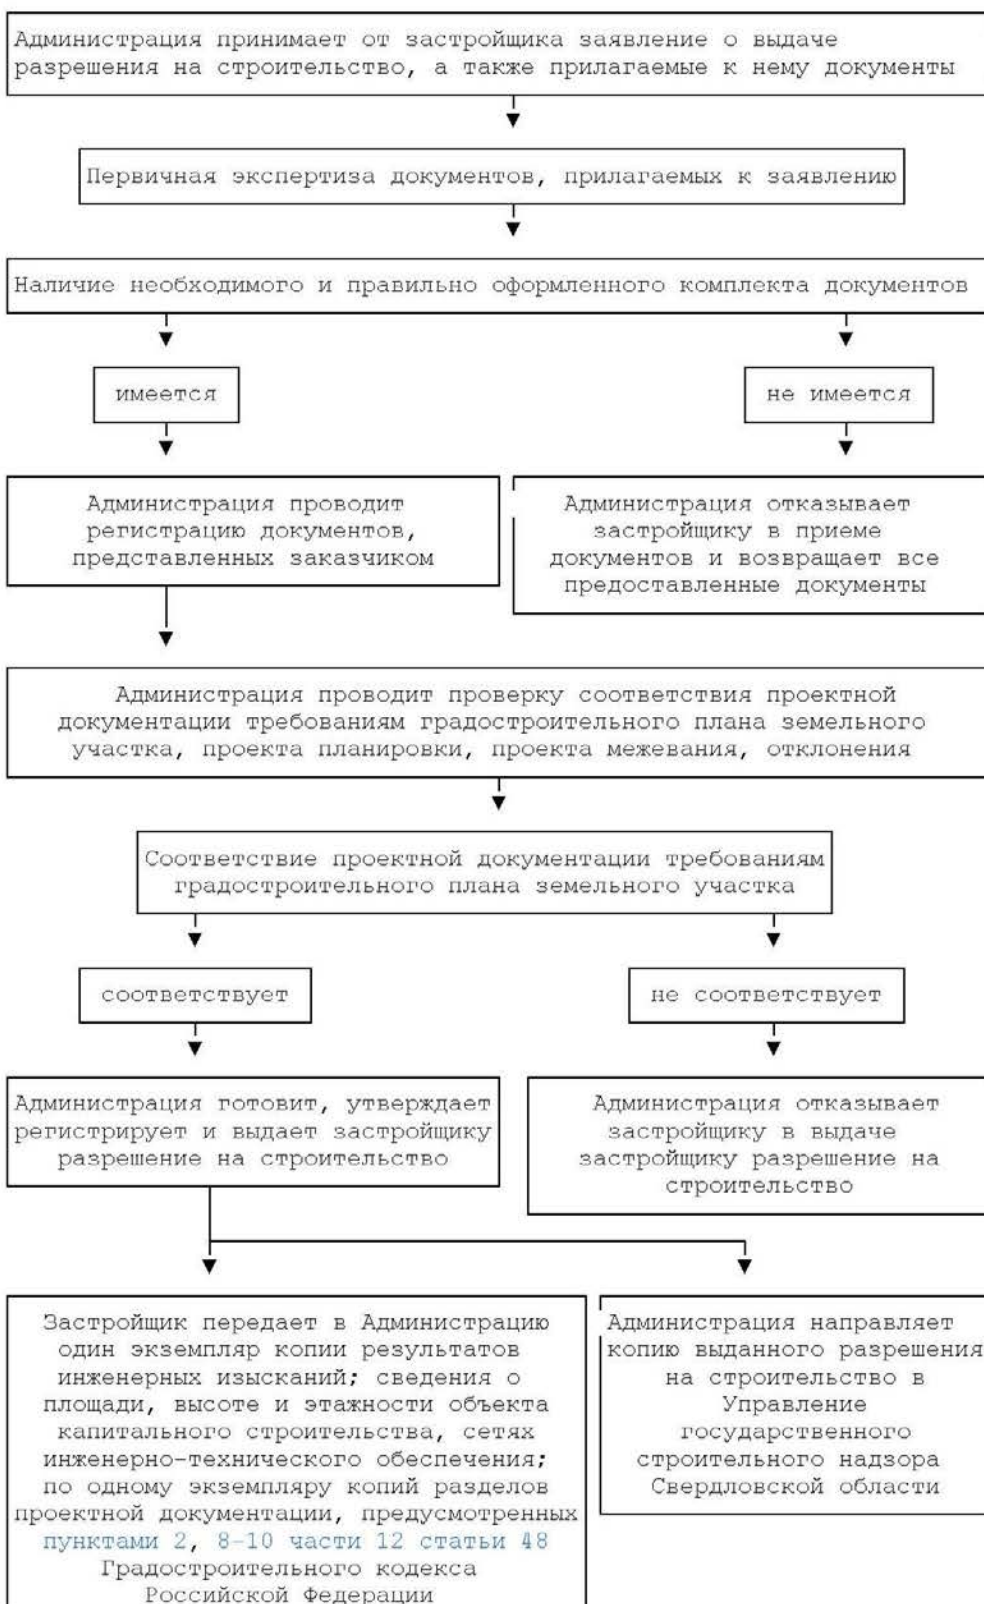 Администрация принимает от застройщика заявление о выдаче
разрешения на строительство, а также прилагаемые к нему документы
Первичная экспертиза документов, прилагаемых к заявлению
Наличие необходимого и правильно оформленного комплекта документов
имеется
не имеется
Администрация проводит
регистрацию документов,
представленных заказчиком
Администрация отказывает
застройщику в приеме
документов и возвращает все
предоставленные документы
Администрация проводит проверку соответствия проектной
документации требованиям градостроительного плана земельного
участка, проекта планировки, проекта межевания, отклонения
Соответствие проектной документации требованиям
градостроительного плана земельного участка
соответствует
не соответствует
Администрация готовит, утверждает
регистрирует и выдает застройщику
разрешение на строительство
Администрация отказывает
застройщику в выдаче
застройщику разрешение на
строительство
Застройщик передает в Администрацию
один экземпляр копии результатов
инженерных изысканий; сведения о
площади, высоте и этажности объекта
капитального строительства, сетях
инженерно-технического обеспечения;
по одному экземпляру копий разделов
проектной документации, предусмотренных
пунктами 2, 8-10 части 12 статьи 48
Градостроительного кодекса
Российской Федерации
Администрация направляет
копию выданного разрешения
на строительство в
Управление
государственного
строительного надзора
Свердловской области